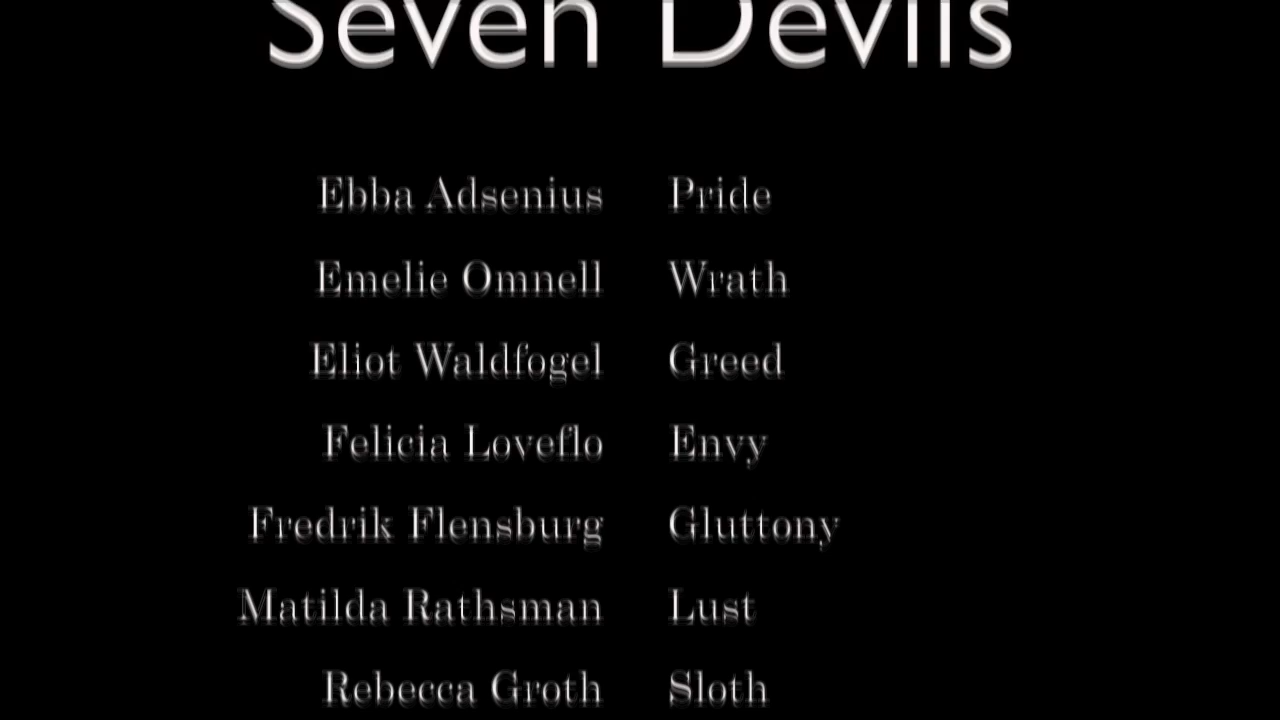 Seven Devils
Ebba Adsenius Pride
Emelie Omnell Wrath
Eliot Waldfogel Greed
Felicia Loveflo Envy
Fredrik Flensburg Gluttony
Matilda Rathsman Lust
Rebecca Groth Sloth